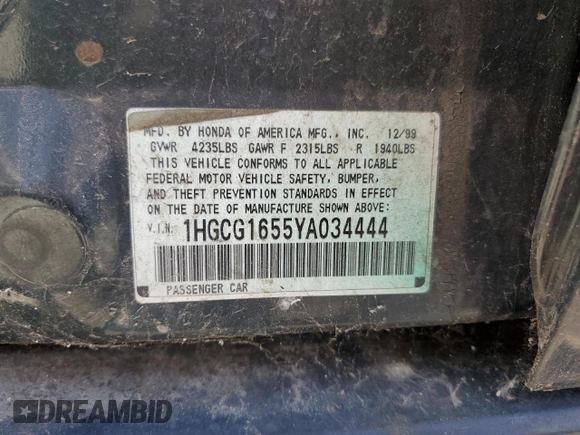 MFD. BY HONDA OF AMERICA MFG., INC. 12/99
GVWR 4235LBS GAWR F 2315LBS R 1940LBS
THIS VEHICLE CONFORMS TO ALL APPLICABLE
FEDERAL MOTOR VEHICLE SAFETY, BUMPER,
AND THEFT PREVENTION STANDARDS IN EFFECT
ON THE DATE OF MANUFACTURE SHOWN ABOVE:
V.I.N. 1HGCG1655YA034444
PASSENGER CAR
DREAMBID